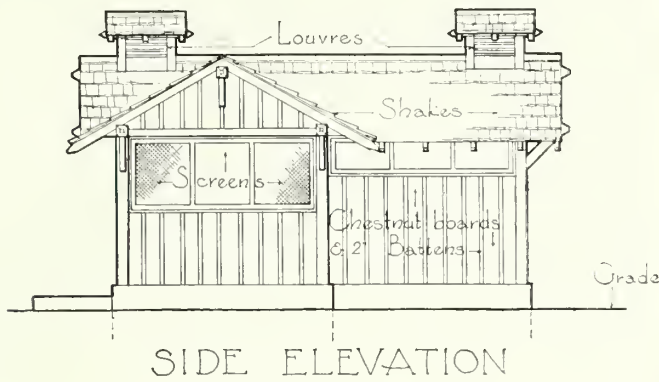 Louvres
Shakes
Screens
Chestnut boards
& 2" Battens
Grade
SIDE ELEVATION